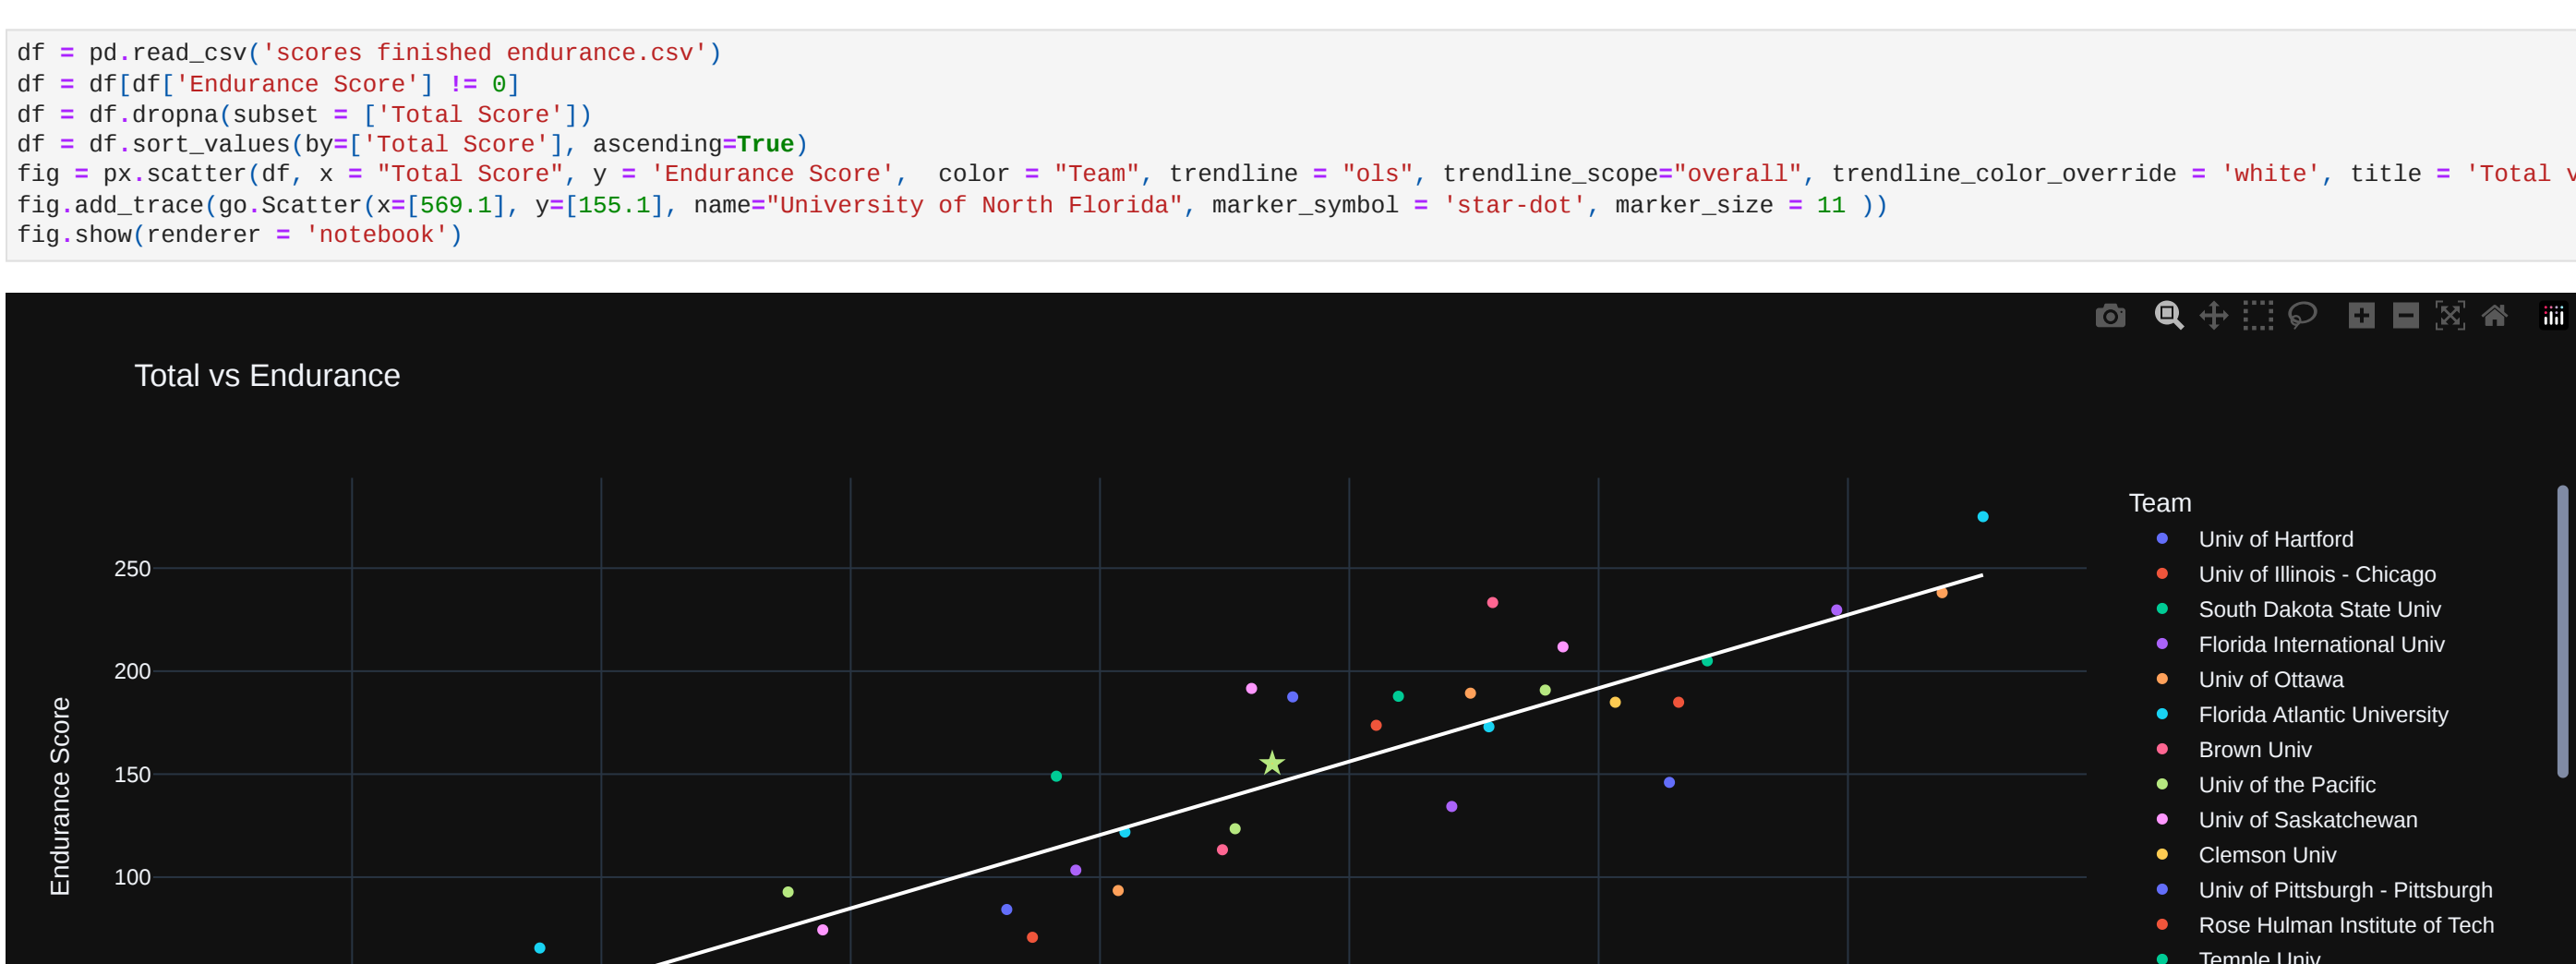 df = pd.read_csv('scores finished endurance.csv')
df = df[df['Endurance Score'] != 0]
df = df.dropna(subset = ['Total Score'])
df = df.sort_values(by=['Total Score'], ascending=True)
fig = px.scatter(df, x = "Total Score", y = 'Endurance Score',  color = "Team", trendline = "ols", trendline_scope="overall", trendline_color_override = 'white', title = 'Total v
fig.add_trace(go.Scatter(x=[569.1], y=[155.1], name="University of North Florida", marker_symbol = 'star-dot', marker_size = 11 ))
fig.show(renderer = 'notebook')
Total vs Endurance
250
200
150
100
Endurance Score
Team
Univ of Hartford
Univ of Illinois - Chicago
South Dakota State Univ
Florida International Univ
Univ of Ottawa
Florida Atlantic University
Brown Univ
Univ of the Pacific
Univ of Saskatchewan
Clemson Univ
Univ of Pittsburgh - Pittsburgh
Rose Hulman Institute of Tech
Temple Univ